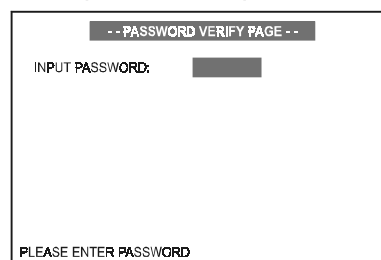 - - PASSWORD VERIFY PAGE - -
INPUT PASSWORD:
PLEASE ENTER PASSWORD